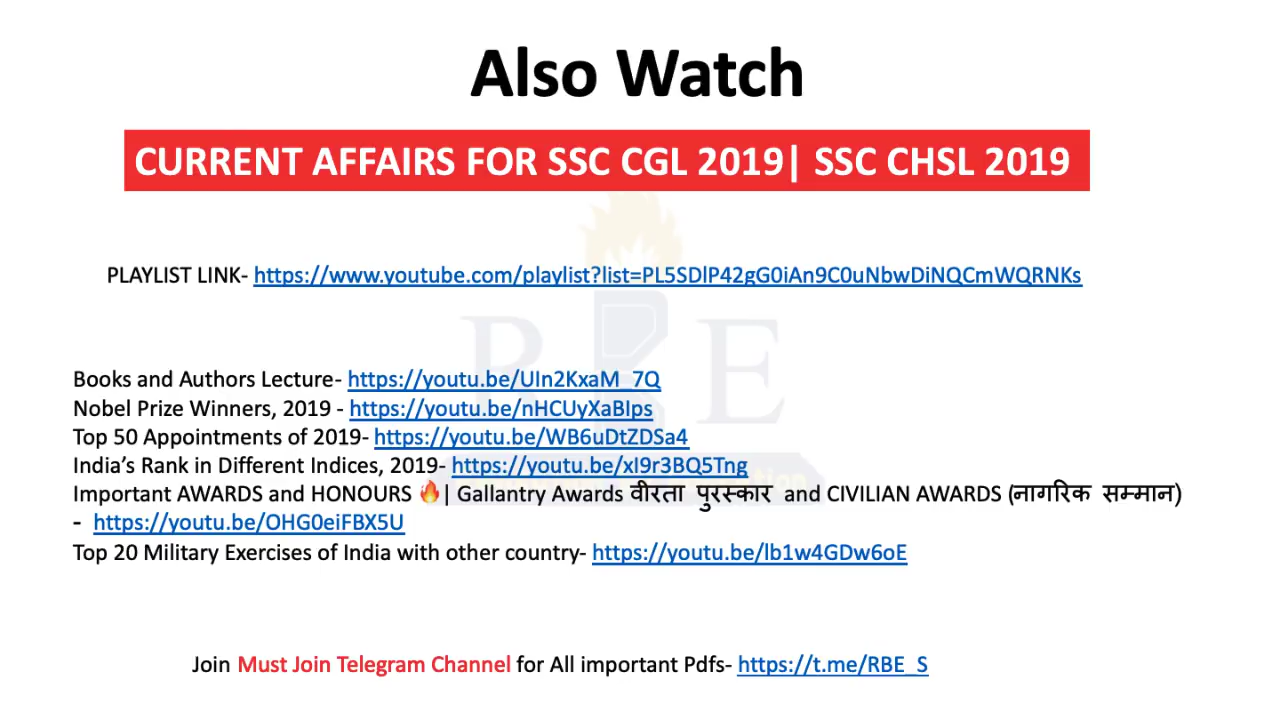 Also Watch
CURRENT AFFAIRS FOR SSC CGL 2019| SSC CHSL 2019
PLAYLIST LINK- https://www.youtube.com/playlist?list=PL5SDlP42gG0iAn9C0uNbwDiNQCmWQRNKs
R B E
Books and Authors Lecture- https://youtu.be/UIn2KxaM_7Q
Nobel Prize Winners, 2019 - https://youtu.be/nHCUyXaBIps
Top 50 Appointments of 2019- https://youtu.be/WB6uDtZDSa4
India’s Rank in Different Indices, 2019- https://youtu.be/xI9r3BQ5Tng
Important AWARDS and HONOURS 🔥| Gallantry Awards वीरता पुरस्कार and CIVILIAN AWARDS (नागरिक सम्मान)
- https://youtu.be/OHG0eiFBX5U
Top 20 Military Exercises of India with other country- https://youtu.be/lb1w4GDw6oE
Join Must Join Telegram Channel for All important Pdfs- https://t.me/RBE_S